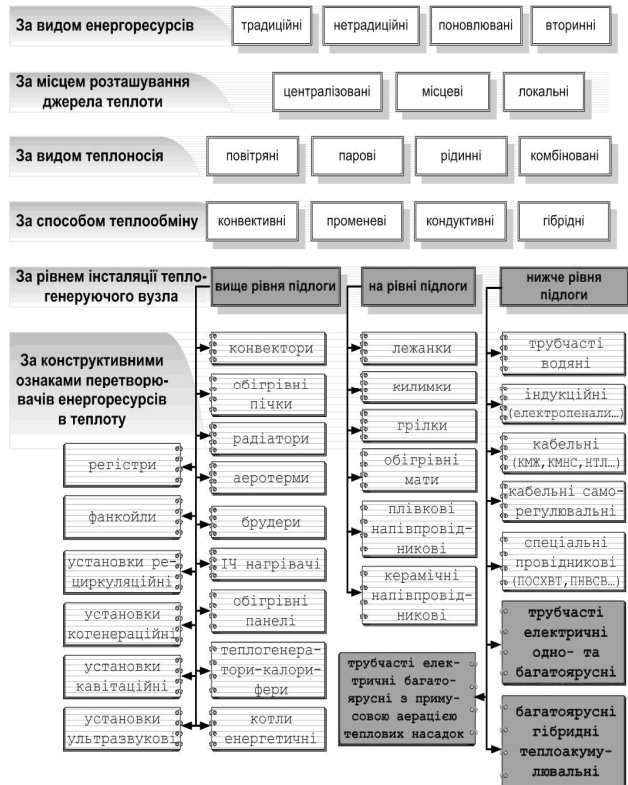 За видом енергоресурсів
традиційні
нетрадиційні
поновлювані
вторинні
За місцем розташування
джерела теплоти
централізовані
місцеві
локальні
За видом теплоносія
повітряні
парові
рідинні
комбіновані
За способом теплообміну
конвективні
променеві
кондуктивні
гібрідні
За рівнем інсталяції тепло-
генеруючого вузла
вище рівня підлоги
на рівні підлоги
нижче рівня
підлоги
За конструктивними
ознаками перетворю-
вачів енергоресурсів
в теплоту
регістри
фанкойли
установки ре-
циркуляційні
установки
когенераційні
установки
кавітаційні
установки
ультразвукові
конвектори
обігрівні
пічки
радіатори
аеротерми
брудери
ІЧ нагрівачі
обігрівні
панелі
теплогенера-
тори-калори-
фери
котли
енергетичні
лежанки
килимки
грілки
обігрівні
мати
плівкові
напівпровід-
никові
керамічні
напівпровід-
никові
трубчасті елек-
тричні багато-
ярусні з приму-
совою аерацією
теплових насадок
трубчасті
водяні
індукційні
(електропенали…)
кабельні
(КМЖ,КМНС,НТЛ…)
кабельні само-
регулювальні
спеціальні
провідникові
(ПОСХВТ,ПНВСВ…)
трубчасті
електричні
одно- та
багатоярусні
багатоярусні
гібридні
теплоакуму-
лювальні